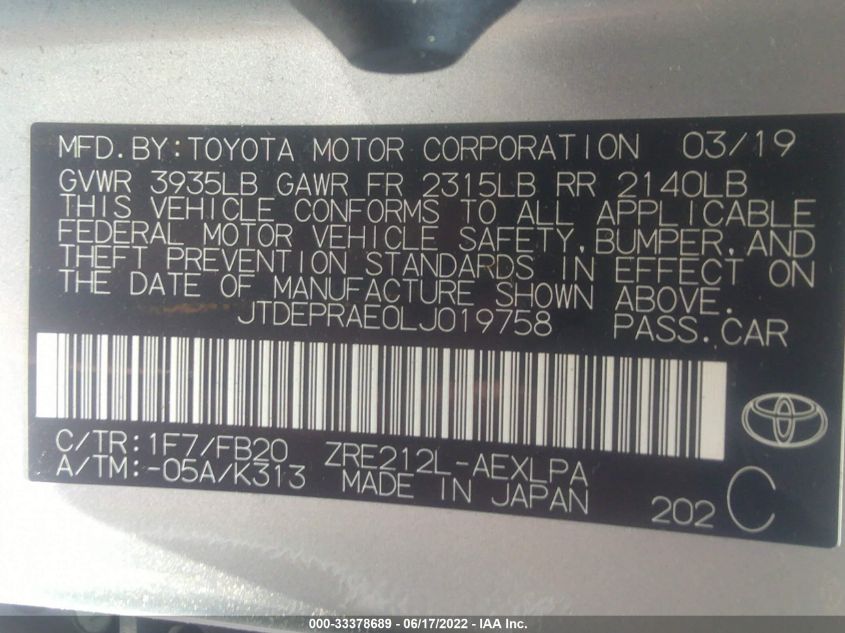 MFD. BY: TOYOTA MOTOR CORPORATION 03/19
GVWR 3935LB GAWR FR 2315LB RR 2140LB
THIS VEHICLE CONFORMS TO ALL APPLICABLE
FEDERAL MOTOR VEHICLE SAFETY, BUMPER, AND
THEFT PREVENTION STANDARDS IN EFFECT ON
THE DATE OF MANUFACTURE SHOWN ABOVE.
JTDEPRAE0LJ019758 PASS. CAR
C/TR: 1F7/FB20 ZRE212L-AEXLPA
A/TM: -05A/K313 MADE IN JAPAN 202 C
000-33378689 - 06/17/2022 - IAA Inc.